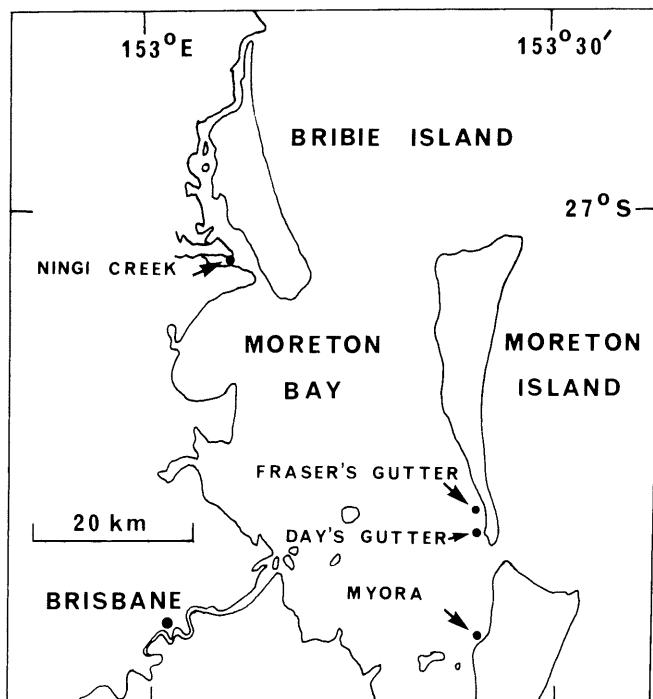 153°E
153°30′
BRIBIE ISLAND
27°S
NINGI CREEK
MORETON
BAY
MORETON
ISLAND
FRASER'S GUTTER
20 km
DAY'S GUTTER
BRISBANE
MYORA